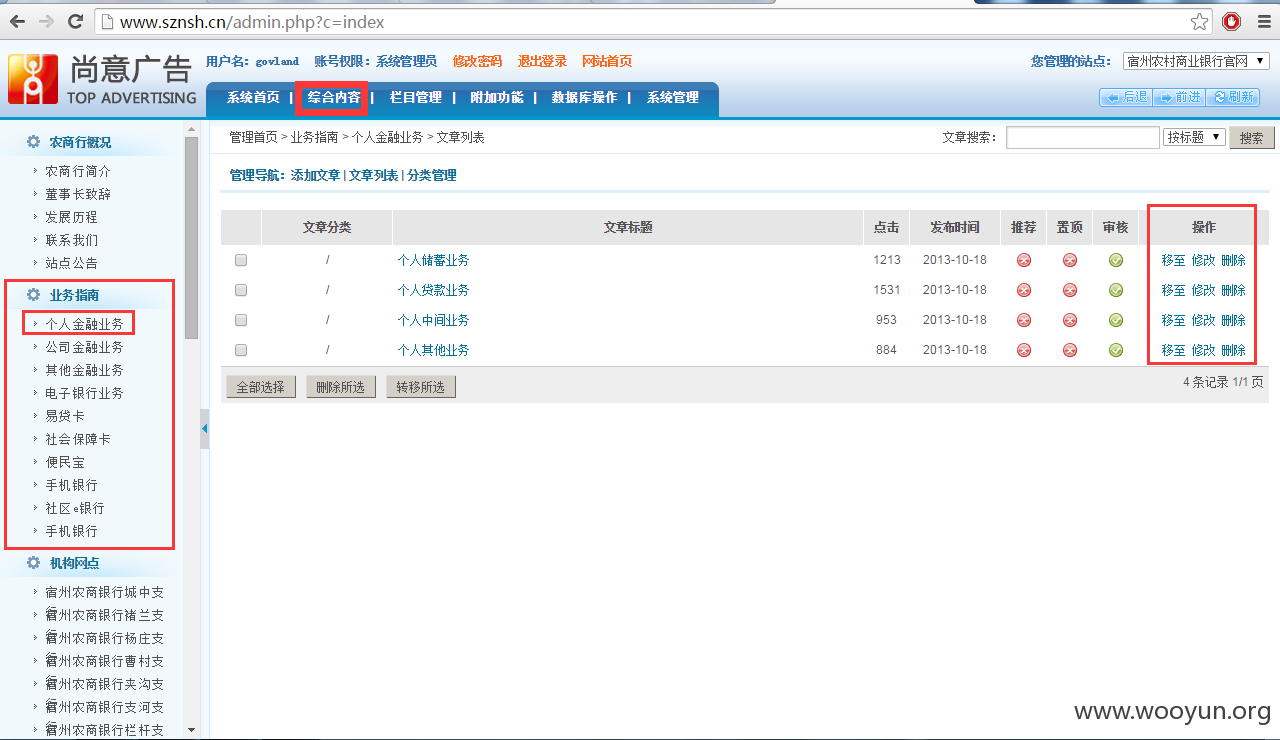 www.sznsh.cn/admin.php?c=index
尚意广告
TOP ADVERTISING
用户名：govland 账号权限：系统管理员 修改密码 退出登录 网站首页
您管理的站点： 宿州农村商业银行官网
系统首页 | 综合内容 | 栏目管理 | 附加功能 | 数据库操作 | 系统管理
后退 前进 刷新
农商行概况
农商行简介
董事长致辞
发展历程
联系我们
站点公告
业务指南
个人金融业务
公司金融业务
其他金融业务
电子银行业务
易贷卡
社会保障卡
便民宝
手机银行
社区e银行
手机银行
机构网点
宿州农商银行城中支
宿州农商银行褚兰支
宿州农商银行杨庄支
宿州农商银行曹村支
宿州农商银行夹沟支
宿州农商银行支河支
宿州农商银行栏杆支
管理首页 > 业务指南 > 个人金融业务 > 文章列表
文章搜索： 按标题 搜索
管理导航：添加文章 | 文章列表 | 分类管理
文章分类 文章标题 点击 发布时间 推荐 置顶 审核 操作
/ 个人储蓄业务 1213 2013-10-18 移至 修改 删除
/ 个人贷款业务 1531 2013-10-18 移至 修改 删除
/ 个人中间业务 953 2013-10-18 移至 修改 删除
/ 个人其他业务 884 2013-10-18 移至 修改 删除
全部选择 删除所选 转移所选
4 条记录 1/1 页
www.wooyun.org